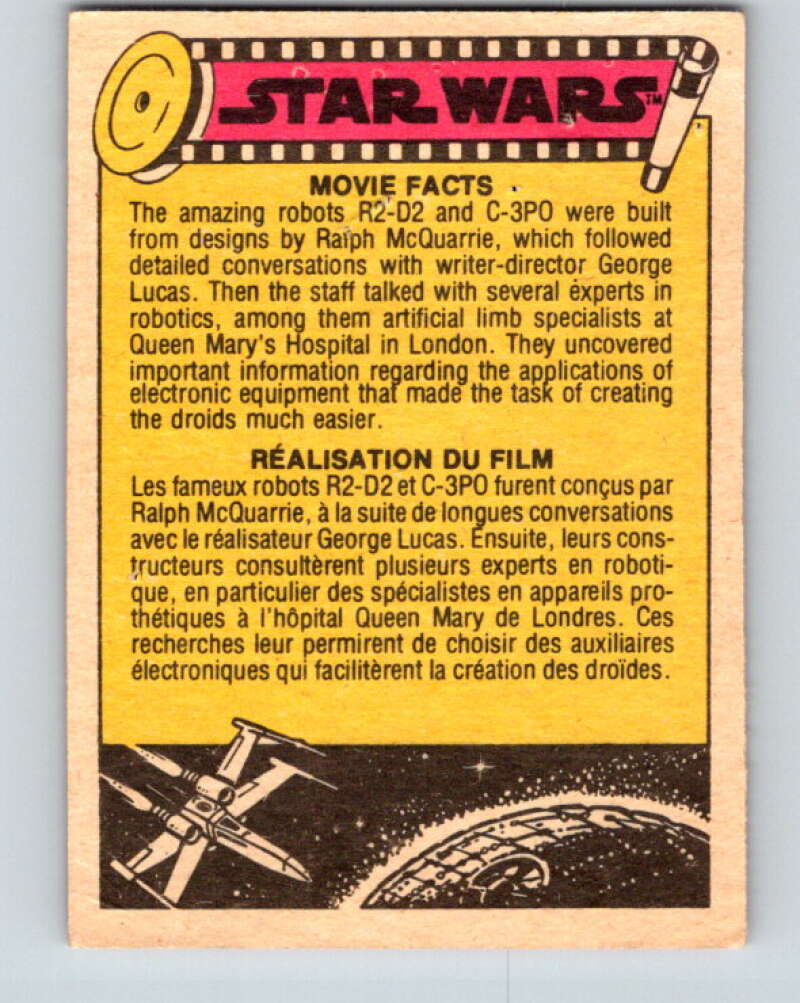 STAR WARS™
MOVIE FACTS
The amazing robots R2-D2 and C-3PO were built
from designs by Ralph McQuarrie, which followed
detailed conversations with writer-director George
Lucas. Then the staff talked with several experts in
robotics, among them artificial limb specialists at
Queen Mary's Hospital in London. They uncovered
important information regarding the applications of
electronic equipment that made the task of creating
the droids much easier.
RÉALISATION DU FILM
Les fameux robots R2-D2 et C-3PO furent conçus par
Ralph McQuarrie, à la suite de longues conversations
avec le réalisateur George Lucas. Ensuite, leurs cons-
tructeurs consultèrent plusieurs experts en roboti-
que, en particulier des spécialistes en appareils pro-
thétiques à l'hôpital Queen Mary de Londres. Ces
recherches leur permirent de choisir des auxiliaires
électroniques qui facilitèrent la création des droïdes.